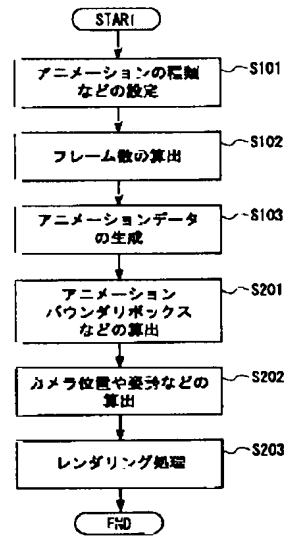 START
アニメーションの種類
などの設定
S101
フレーム数の算出
S102
アニメーションデータ
の生成
S103
アニメーション
バウンダリボックス
などの算出
S201
カメラ位置や姿勢などの
算出
S202
レンダリング処理
S203
END